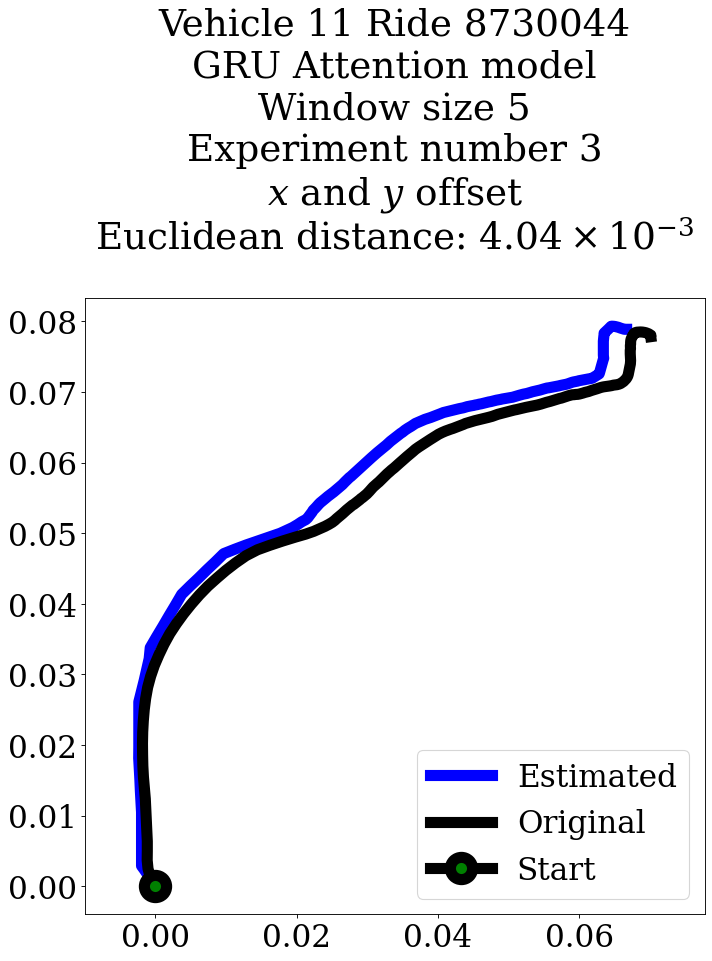 Vehicle 11 Ride 8730044
GRU Attention model
Window size 5
Experiment number 3
x and y offset
Euclidean distance: 4.04 × 10⁻³
0.08
0.07
0.06
0.05
0.04
0.03
0.02
0.01
0.00
Estimated
Original
Start
0.00 0.02 0.04 0.06